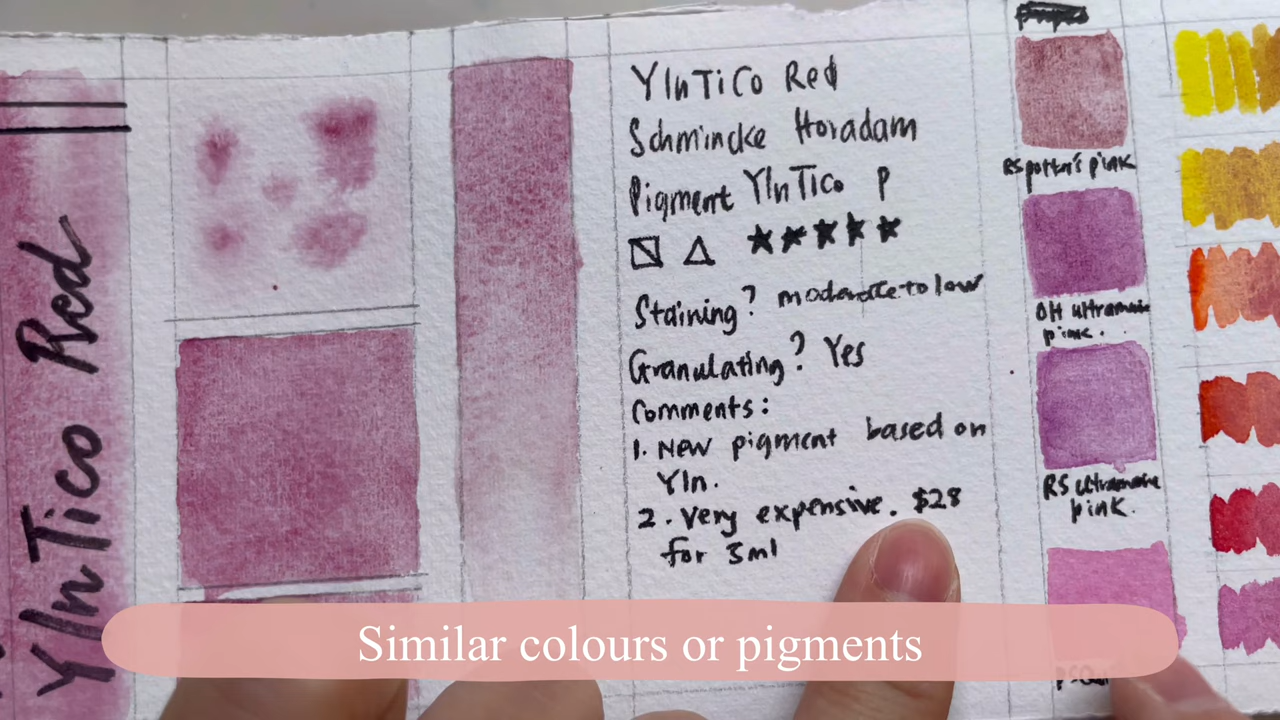 YInTico Red
YInTiCo Red
Schmincke Horadam
Pigment YInTico P
Staining? moderate to low
Granulating? Yes
Comments:
1. New pigment based on
YIn.
2. Very expensive. $28
for 5ml
RS potter's pink
DH ultramarine
pink.
RS ultramarine
pink.
Similar colours or pigments